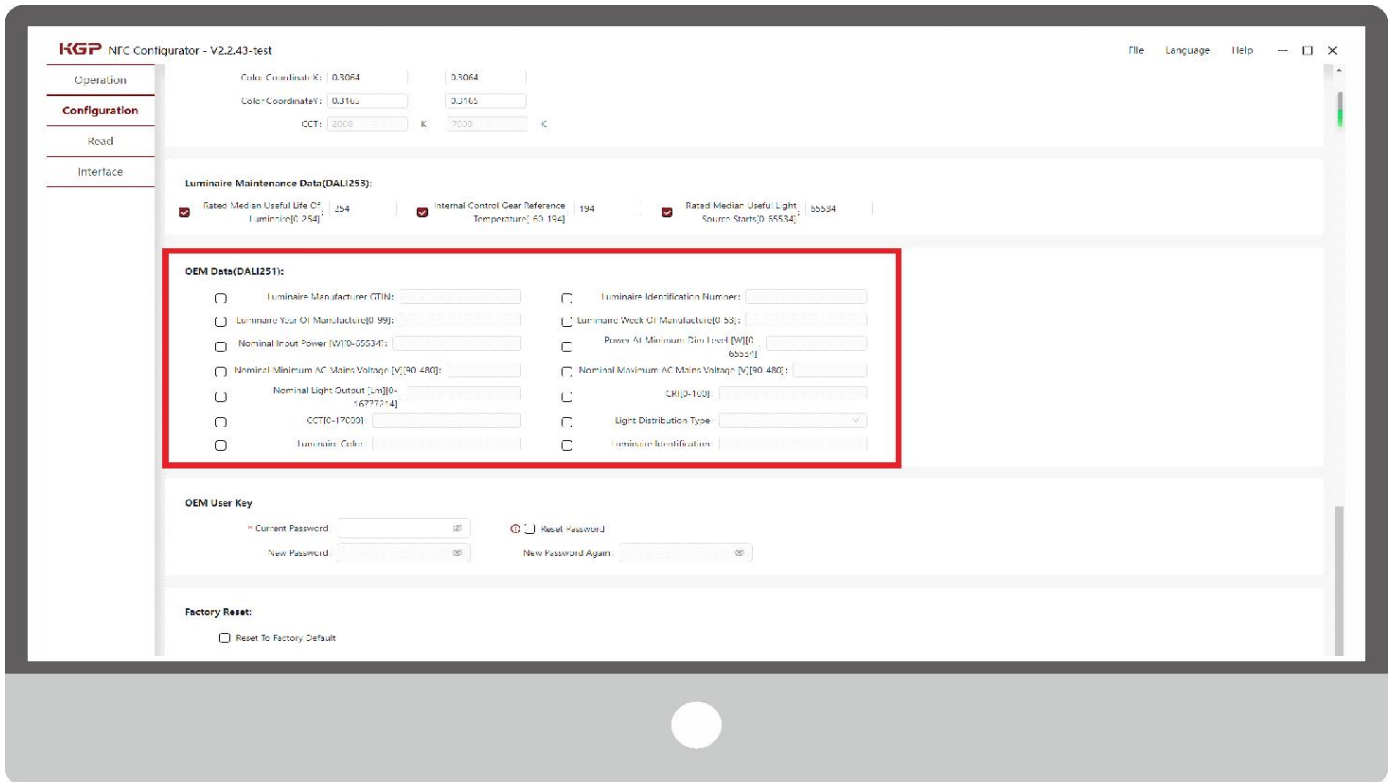 KGP NFC Configurator - V2.2.43-test
File Language Help
Operation
Configuration
Read
Interface
Color CoordinateX: 0.3064 0.3064
Color CoordinateY: 0.3165 0.3165
CCT: 2000 K 7000 K
Luminaire Maintenance Data(DALI253):
Rated Median Useful Life Of
Luminaire[0-254]: 254
Internal Control Gear Reference
Temperature[-60-194] 194
Rated Median Useful Light
Source Starts[0-65534] : 65534
OEM Data(DALI251):
Luminaire Manufacturer GTIN: Luminaire Identification Number:
Luminaire Year Of Manufacture[0-99]: Luminaire Week Of Manufacture[0-53]:
Nominal Input Power [W][0-65534]: Power At Minimum Dim Level [W][0-
65534]
Nominal Minimum AC Mains Voltage [V][90-480]: Nominal Maximum AC Mains Voltage [V][90-480]:
Nominal Light Output [Lm][0-
16777214]
CRI[0-100]:
CCT[0-17000]: Light Distribution Type:
Luminaire Color: Luminaire Identification:
OEM User Key
* Current Password: Reset Password
New Password: New Password Again:
Factory Reset:
Reset To Factory Default